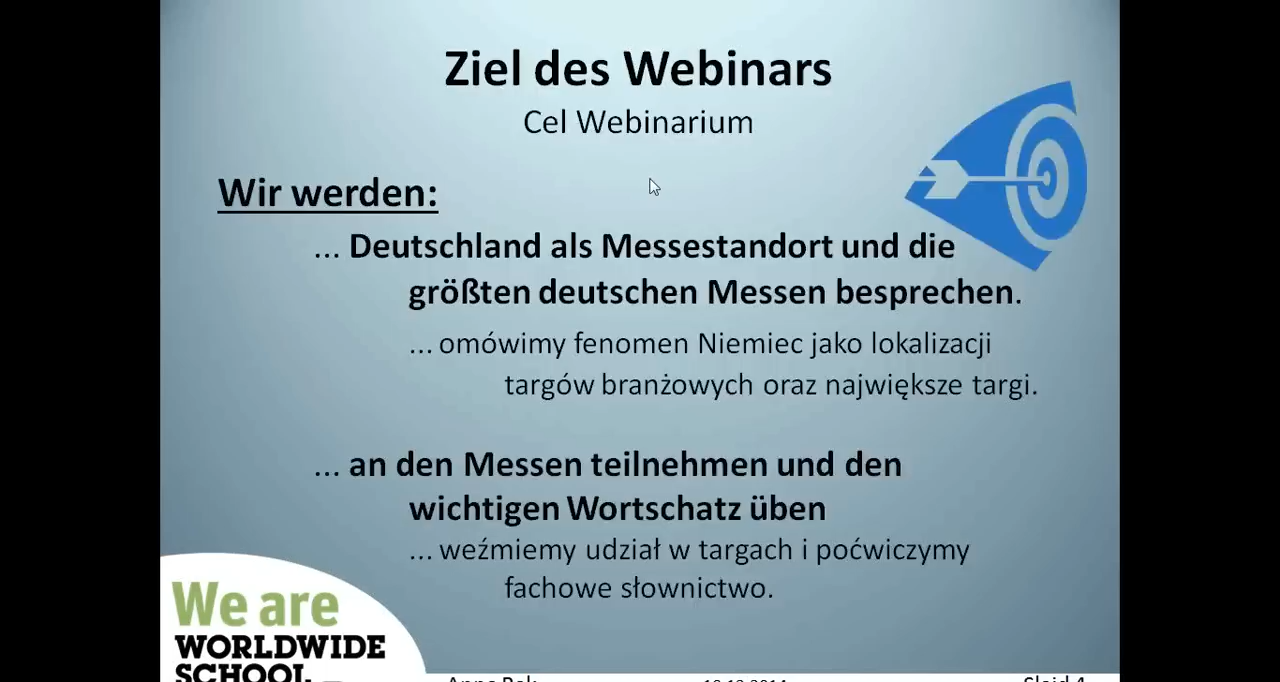 Ziel des Webinars
Cel Webinarium
Wir werden:
... Deutschland als Messestandort und die
größten deutschen Messen besprechen.
... omówimy fenomen Niemiec jako lokalizacji
targów branżowych oraz największe targi.
... an den Messen teilnehmen und den
wichtigen Wortschatz üben
... weźmiemy udział w targach i poćwiczymy
fachowe słownictwo.
We are
WORLDWIDE
SCHOOL